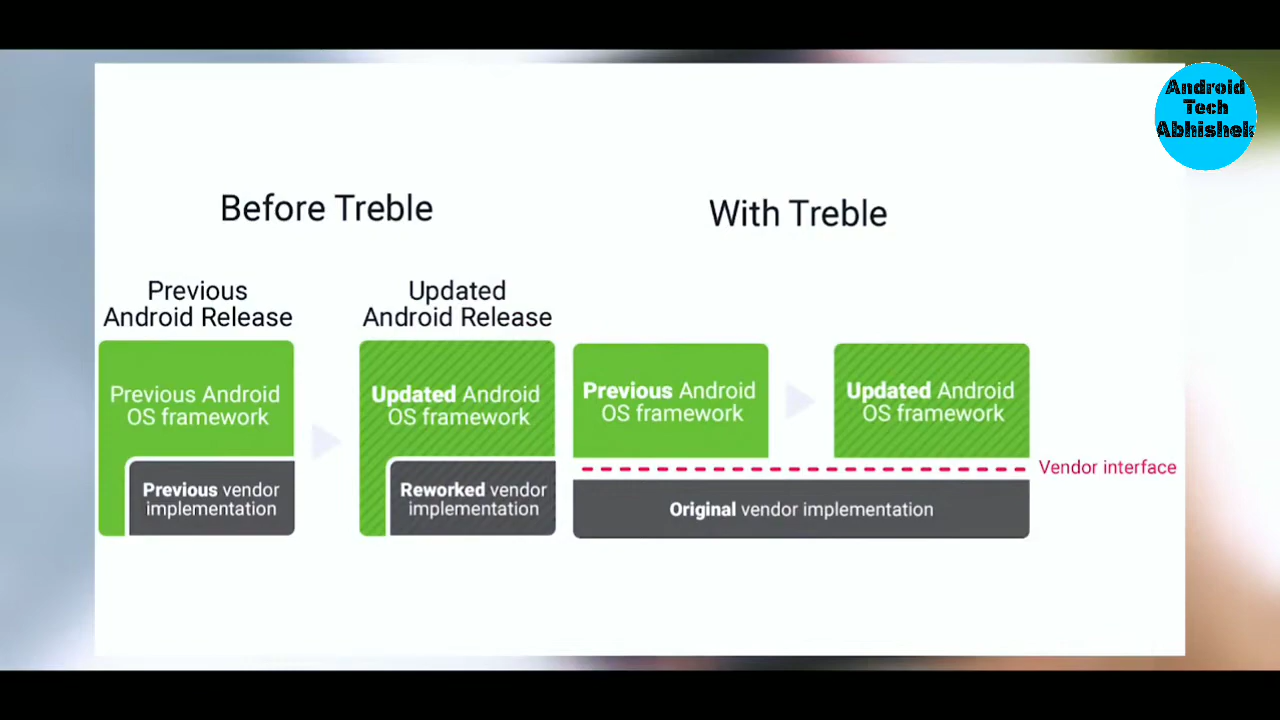 Android
Tech
Abhishek
Before Treble
With Treble
Previous
Android Release
Updated
Android Release
Previous Android
OS framework
Updated Android
OS framework
Previous Android
OS framework
Updated Android
OS framework
Vendor interface
Previous vendor
implementation
Reworked vendor
implementation
Original vendor implementation